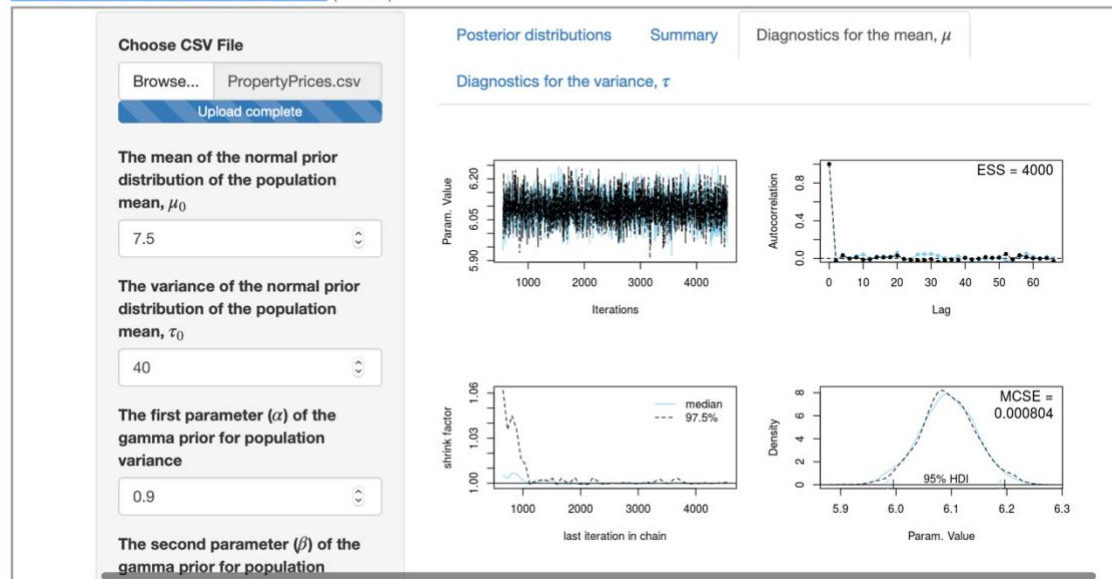 Choose CSV File
Browse... PropertyPrices.csv
Upload complete
The mean of the normal prior
distribution of the population
mean, μ0
7.5
The variance of the normal prior
distribution of the population
mean, τ0
40
The first parameter (α) of the
gamma prior for population
variance
0.9
The second parameter (β) of the
gamma prior for population
Posterior distributions Summary Diagnostics for the mean, μ
Diagnostics for the variance, τ
Param. Value
5.90 6.05 6.20
1000 2000 3000 4000
Iterations
Autocorrelation
0.0 0.4 0.8
ESS = 4000
0 10 20 30 40 50 60
Lag
shrink factor
1.00 1.03 1.06
median
97.5%
1000 2000 3000 4000
last iteration in chain
Density
0 2 4 6 8
MCSE =
0.000804
95% HDI
5.9 6.0 6.1 6.2 6.3
Param. Value